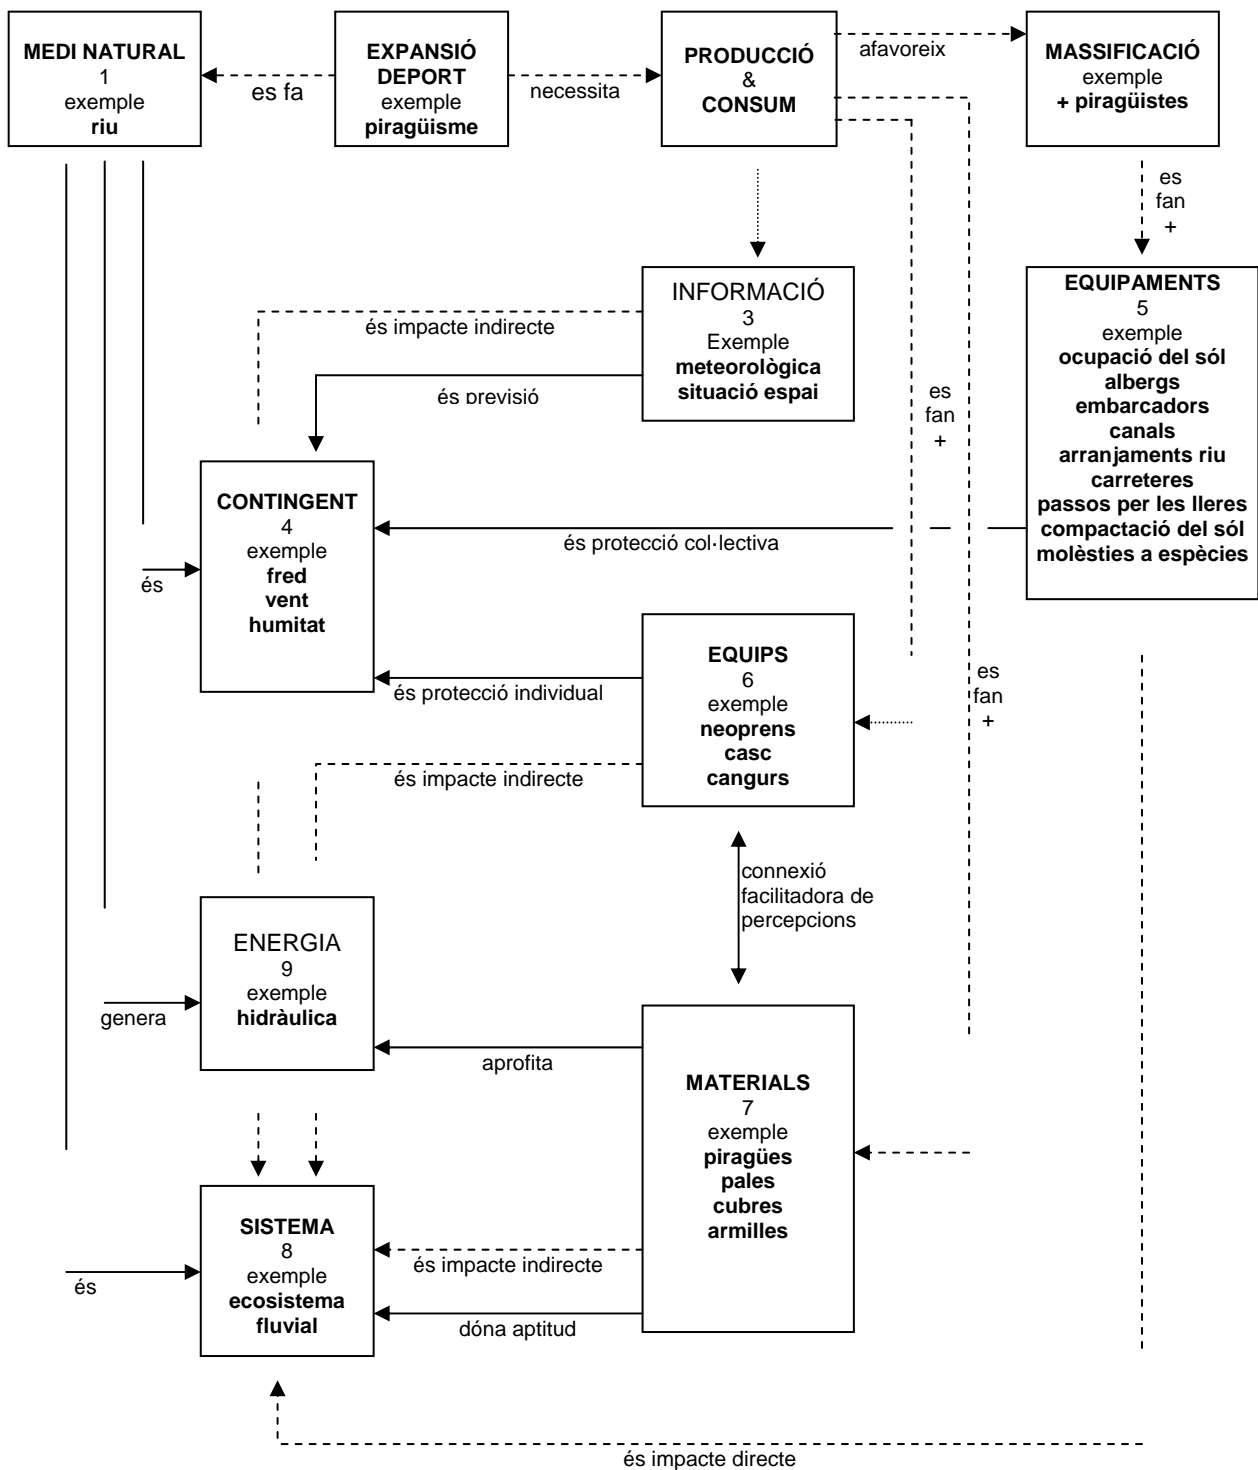 MEDI NATURAL
1
exemple
riu
es fa
EXPANSIÓ
DEPORT
exemple
piragüisme
necessita
PRODUCCIÓ
&
CONSUM
afavoreix
MASSIFICACIÓ
exemple
+ piragüistes
es
fan
+
INFORMACIÓ
3
Exemple
meteorològica
situació espai
és impacte indirecte
és previsió
EQUIPAMENTS
5
exemple
ocupació del sól
albergs
embarcadors
canals
arranjaments riu
carreteres
passos per les lleres
compactació del sól
molèsties a espècies
es
fan
+
CONTINGENT
4
exemple
fred
vent
humitat
és
és protecció col·lectiva
EQUIPS
6
exemple
neoprens
casc
cangurs
és protecció individual
és impacte indirecte
es
fan
+
connexió
facilitadora de
percepcions
ENERGIA
9
exemple
hidràulica
genera
aprofita
MATERIALS
7
exemple
piragües
pales
cubres
armilles
SISTEMA
8
exemple
ecosistema
fluvial
és
és impacte indirecte
dóna aptitud
és impacte directe